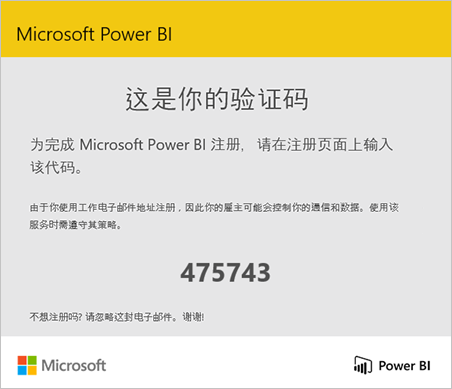 Microsoft Power BI
这是你的验证码
为完成 Microsoft Power BI 注册，请在注册页面上输入
该代码。
由于你使用工作电子邮件地址注册，因此你的雇主可能会控制你的通信和数据。使用该
服务时需遵守其策略。
475743
不想注册吗? 请忽略这封电子邮件。谢谢!
Microsoft
Power BI